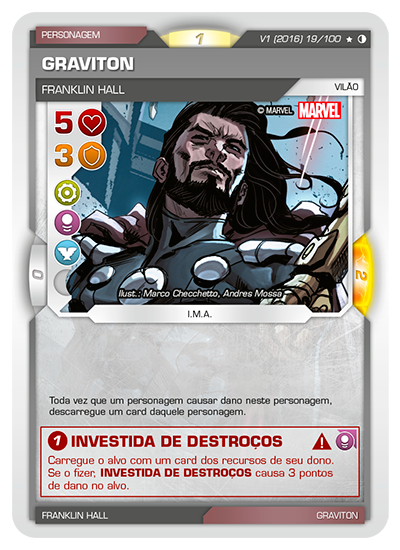 PERSONAGEM
1
V1 (2016) 19/100
GRAVITON
FRANKLIN HALL
VILÃO
5
© MARVEL MARVEL
3
0
2
Ilust.: Marco Checchetto, Andres Mossa
I.M.A.
Toda vez que um personagem causar dano neste personagem,
descarregue um card daquele personagem.
1 INVESTIDA DE DESTROÇOS
Carregue o alvo com um card dos recursos de seu dono.
Se o fizer, INVESTIDA DE DESTROÇOS causa 3 pontos
de dano no alvo.
FRANKLIN HALL
GRAVITON